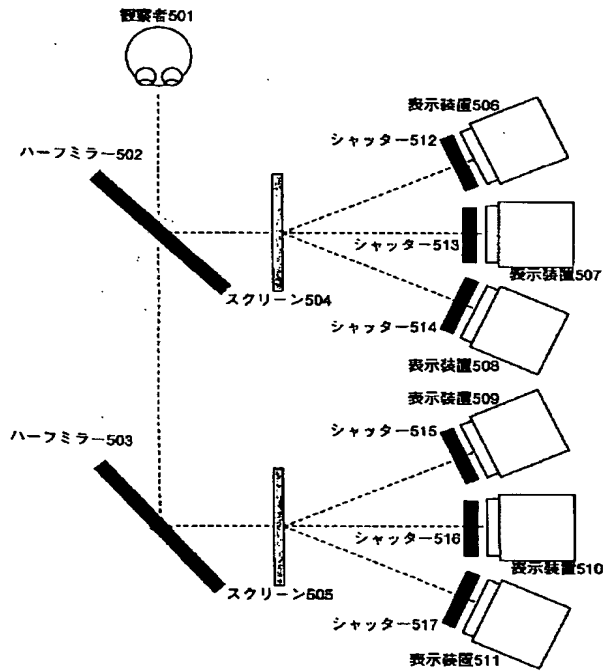 観察者501
表示装置506
シャッター512
ハーフミラー502
シャッター513
表示装置507
スクリーン504
シャッター514
表示装置508
表示装置509
ハーフミラー503
シャッター515
シャッター516
表示装置510
スクリーン505
シャッター517
表示装置511